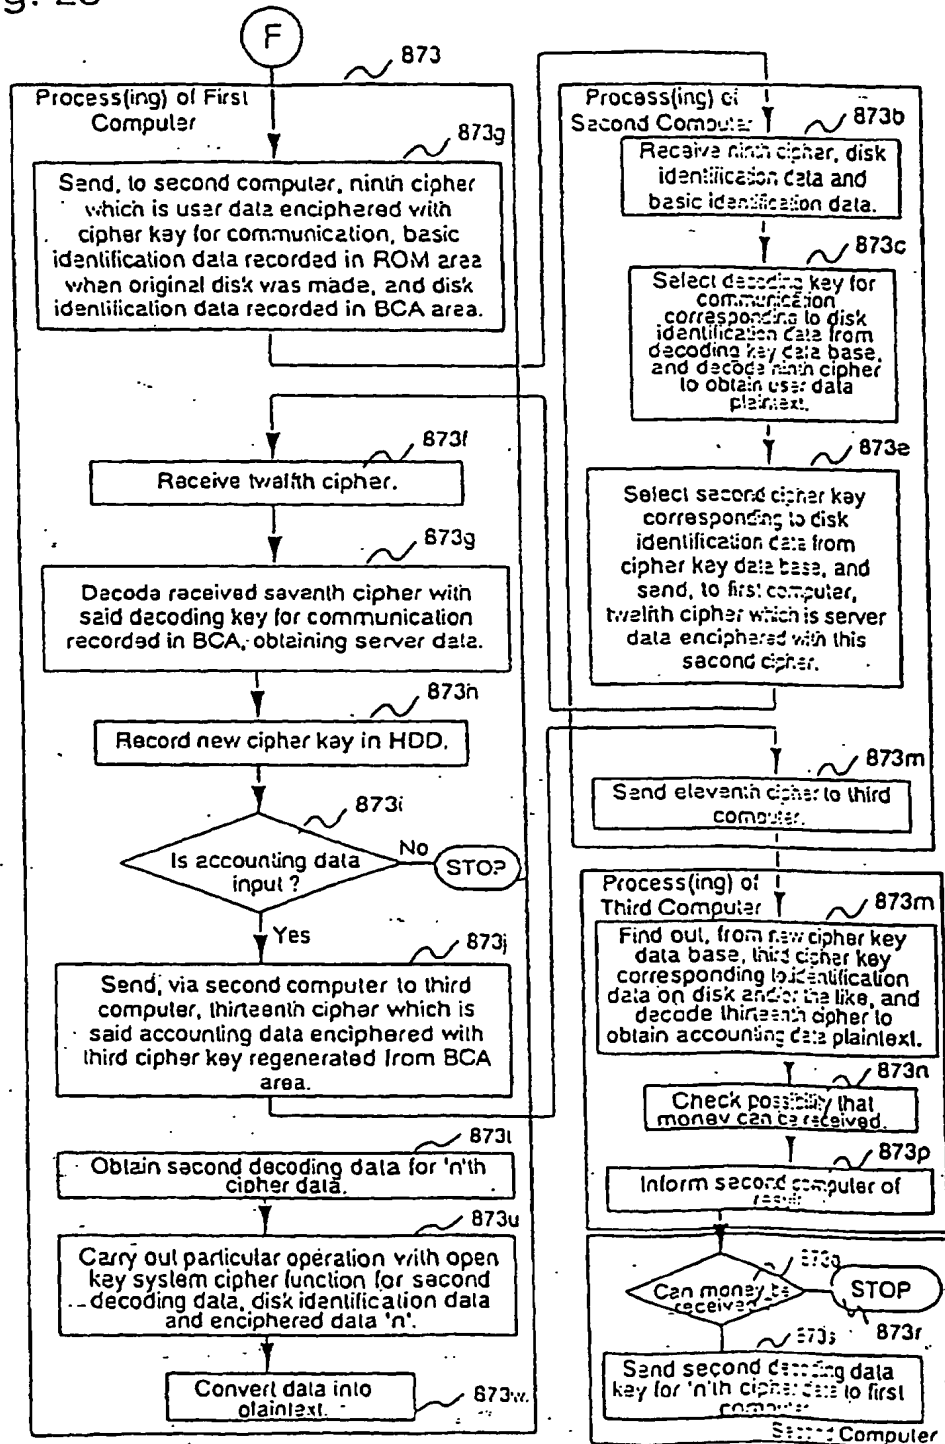 F
873
Process(ing) of First
Computer
873g
Send, to second computer, ninth cipher
which is user data enciphered with
cipher key for communication, basic
identification data recorded in ROM area
when original disk was made, and disk
identification data recorded in BCA area.
873f
Receive twelfth cipher.
873g
Decode received seventh cipher with
said decoding key for communication
recorded in BCA, obtaining server data.
873h
Record new cipher key in HDD.
873i
Is accounting data
input ?
No
STOP
Yes
873j
Send, via second computer to third
computer, thirteenth cipher which is
said accounting data enciphered with
third cipher key regenerated from BCA
area.
873t
Obtain second decoding data for 'n'th
cipher data.
873u
Carry out particular operation with open
key system cipher function for second
decoding data, disk identification data
and enciphered data 'n'.
Convert data into
plaintext.
873w
Process(ing) of
Second Computer
873b
Receive ninth cipher, disk
identification data and
basic identification data.
873c
Select decoding key for
communication
corresponding to disk
identification data from
decoding key data base,
and decode ninth cipher
to obtain user data
plaintext.
873e
Select second cipher key
corresponding to disk
identification data from
cipher key data base, and
send, to first computer,
twelfth cipher which is server
data enciphered with this
second cipher.
873m
Send eleventh cipher to third
computer.
Process(ing) of
Third Computer
873m
Find out, from new cipher key
data base, third cipher key
corresponding to identification
data on disk and/or the like, and
decode thirteenth cipher to
obtain accounting data plaintext.
873n
Check possibility that
money can be received.
873p
Inform second computer of
result.
873q
Can money be
received
STOP
873r
873s
Send second decoding data
key for 'n'th cipher data to first
computer
Second Computer